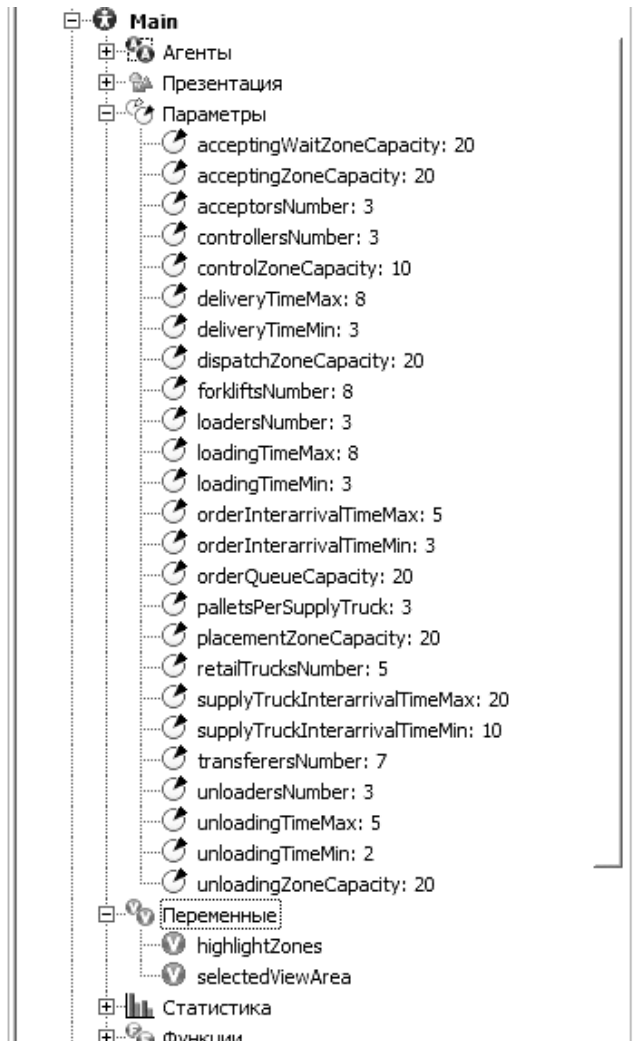 Main
Агенты
Презентация
Параметры
acceptingWaitZoneCapacity: 20
acceptingZoneCapacity: 20
acceptorsNumber: 3
controllersNumber: 3
controlZoneCapacity: 10
deliveryTimeMax: 8
deliveryTimeMin: 3
dispatchZoneCapacity: 20
forkliftsNumber: 8
loadersNumber: 3
loadingTimeMax: 8
loadingTimeMin: 3
orderInterarrivalTimeMax: 5
orderInterarrivalTimeMin: 3
orderQueueCapacity: 20
palletsPerSupplyTruck: 3
placementZoneCapacity: 20
retailTrucksNumber: 5
supplyTruckInterarrivalTimeMax: 20
supplyTruckInterarrivalTimeMin: 10
transferersNumber: 7
unloadersNumber: 3
unloadingTimeMax: 5
unloadingTimeMin: 2
unloadingZoneCapacity: 20
Переменные
highlightZones
selectedViewArea
Статистика
Функции